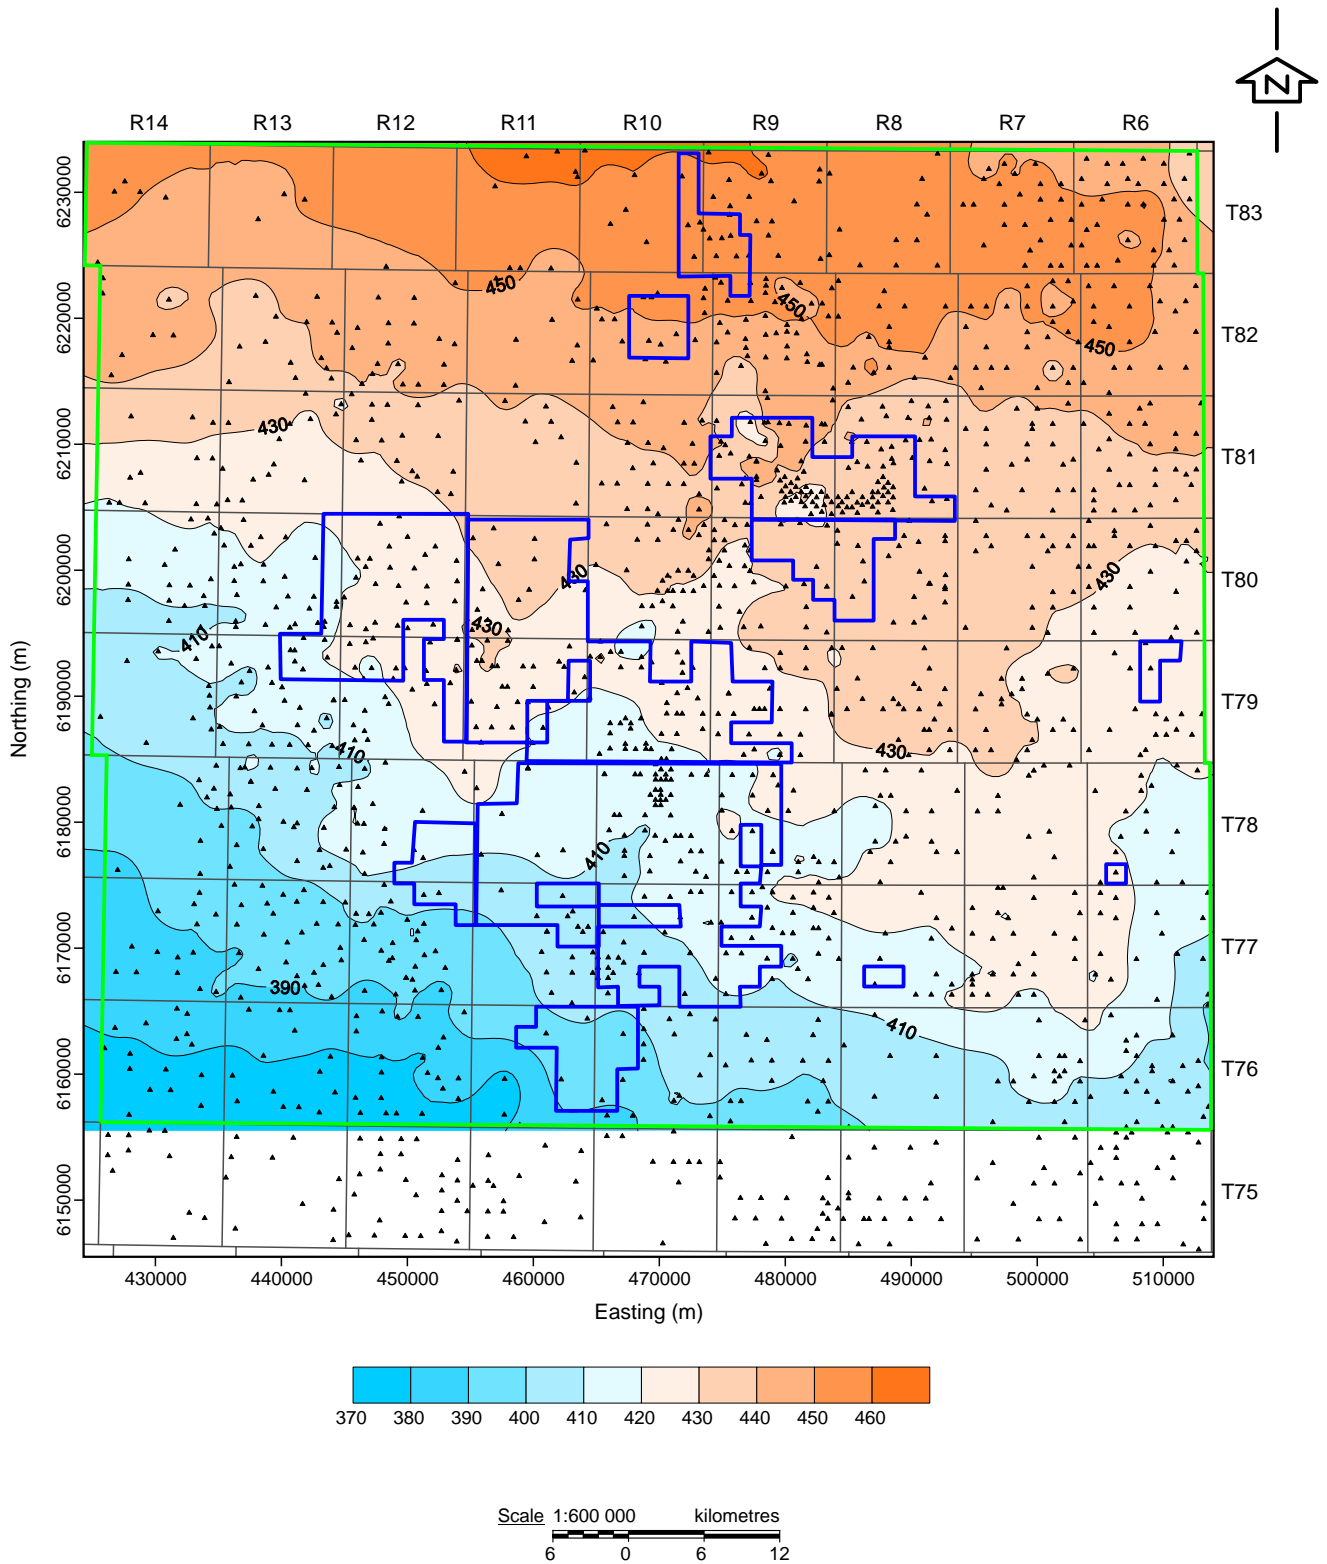 N
R14 R13 R12 R11 R10 R9 R8 R7 R6
6230000
T83
450
450
6220000
450
T82
430
6210000
T81
430
430
6200000
T80
430
410
6190000
T79
Northing (m)
410
430
6180000
410
T78
6170000
T77
390
410
6160000
T76
6150000
T75
430000 440000 450000 460000 470000 480000 490000 500000 510000
Easting (m)
370 380 390 400 410 420 430 440 450 460
Scale 1:600 000 kilometres
6 0 6 12